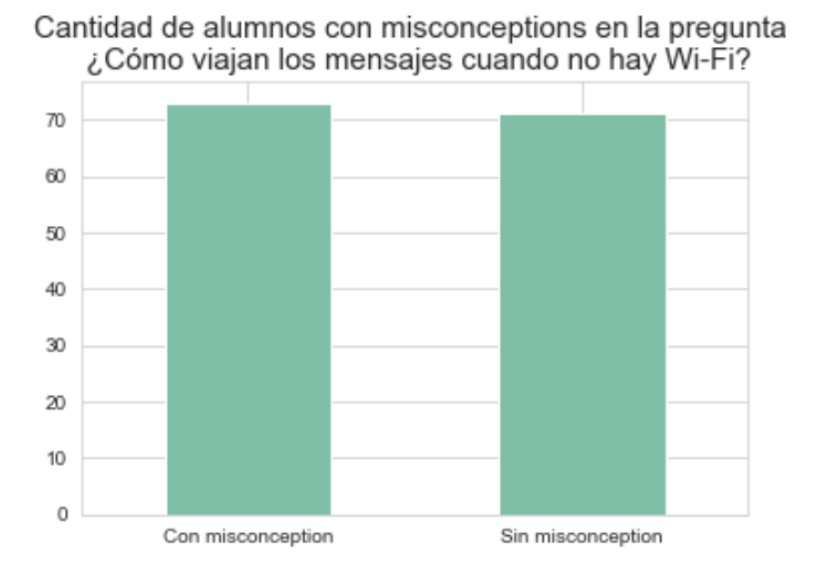 Cantidad de alumnos con misconceptions en la pregunta
¿Cómo viajan los mensajes cuando no hay Wi-Fi?
70
60
50
40
30
20
10
0
Con misconception
Sin misconception